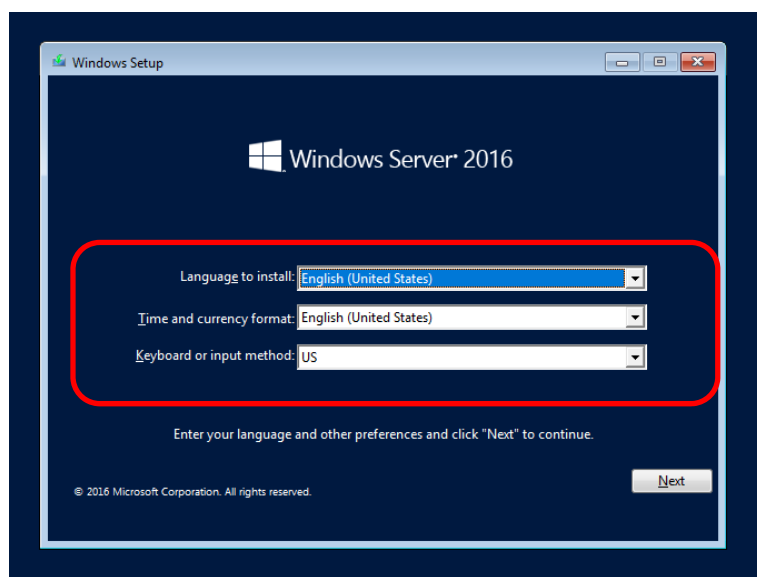 Windows Setup
Windows Server® 2016
Language to install: English (United States)
Time and currency format: English (United States)
Keyboard or input method: US
Enter your language and other preferences and click "Next" to continue.
Next
© 2016 Microsoft Corporation. All rights reserved.